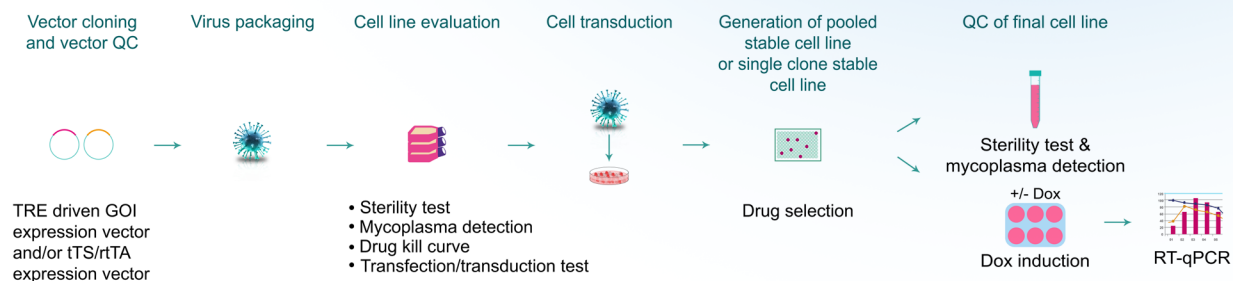 Vector cloning
and vector QC
Virus packaging
Cell line evaluation
Cell transduction
Generation of pooled
stable cell line
or single clone stable
cell line
QC of final cell line
TRE driven GOI
expression vector
and/or tTS/rtTA
expression vector
• Sterility test
• Mycoplasma detection
• Drug kill curve
• Transfection/transduction test
Drug selection
Sterility test &
mycoplasma detection
+/- Dox
Dox induction
RT-qPCR